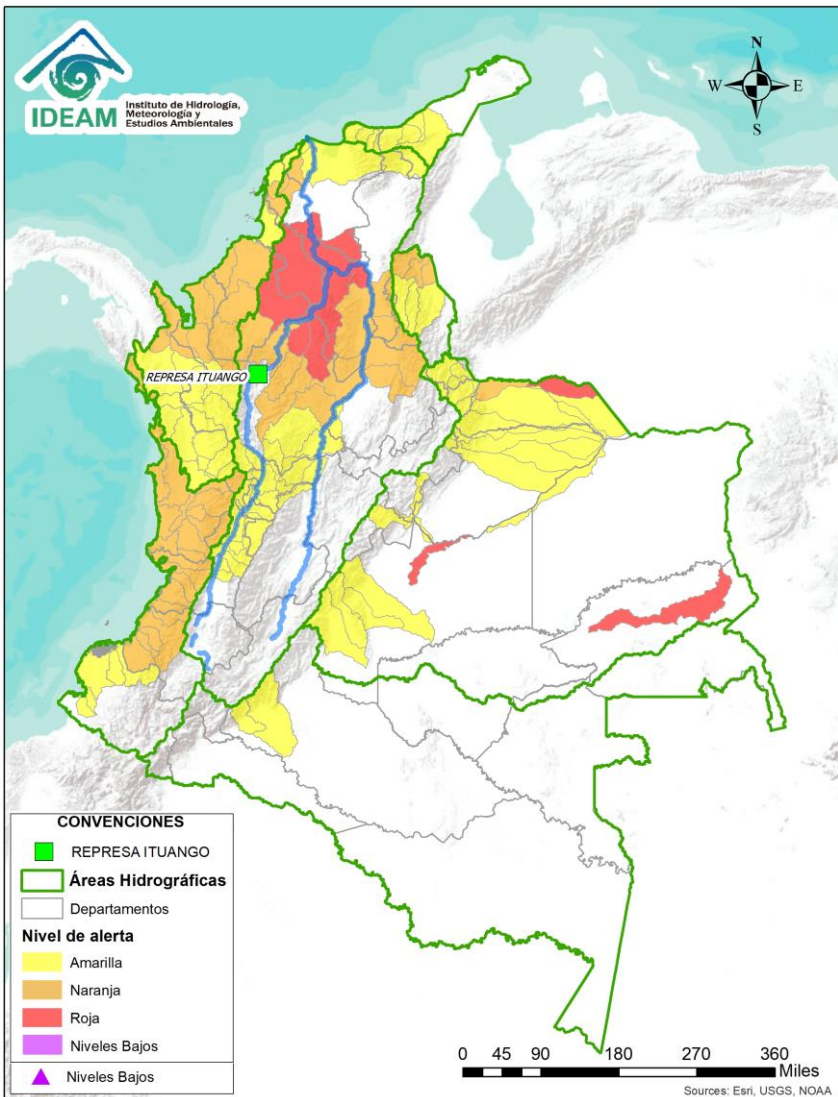 IDEAM
Instituto de Hidrología,
Meteorología y
Estudios Ambientales
N
W
E
S
REPRESA ITUANGO
CONVENCIONES
REPRESA ITUANGO
Áreas Hidrográficas
Departamentos
Nivel de alerta
Amarilla
Naranja
Roja
Niveles Bajos
Niveles Bajos
0 45 90 180 270 360
Miles
Sources: Esri, USGS, NOAA